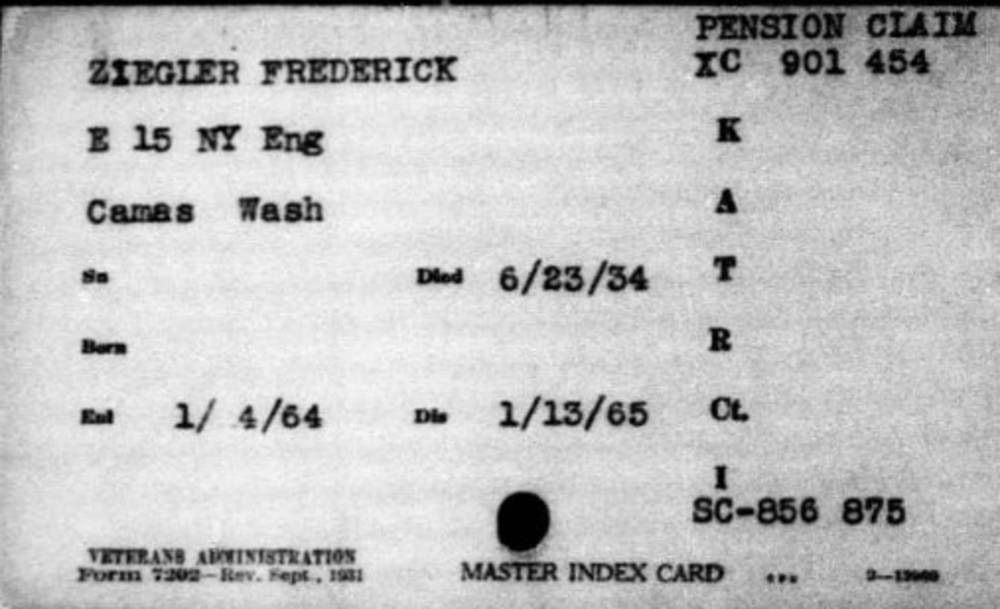 PENSION CLAIM
ZIEGLER FREDERICK XC 901 454
E 15 NY Eng K
Camas Wash A
Sn Died 6/23/34 T
Born R
Enl 1/ 4/64 Dis 1/13/65 Ct.
I
SC-856 875
VETERANS ADMINISTRATION
Form 7202—Rev. Sept., 1931 MASTER INDEX CARD